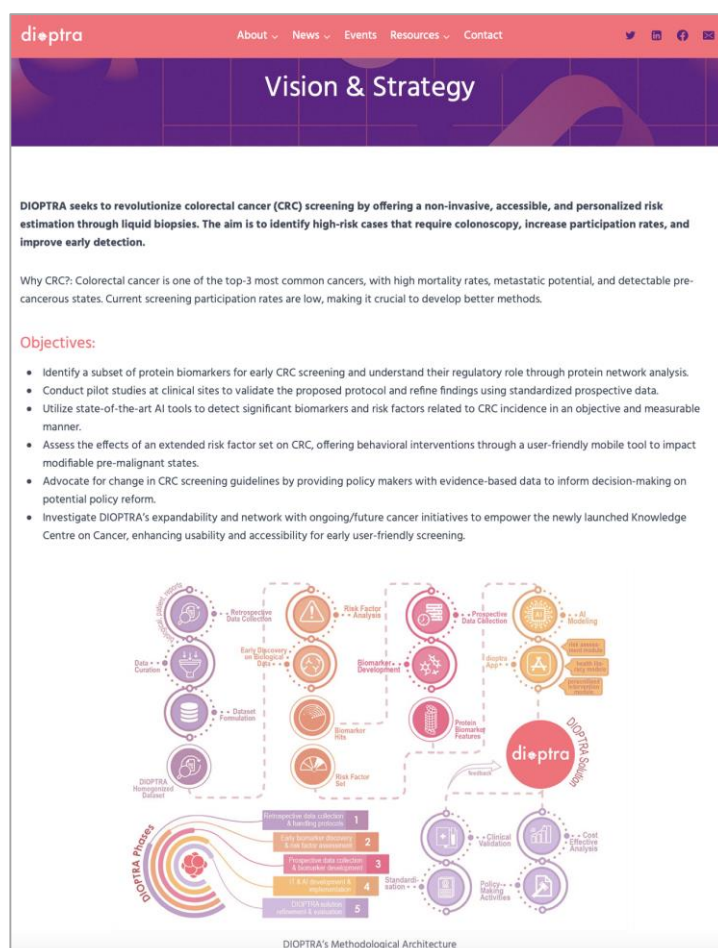 dioptra
About News Events Resources Contact
Vision & Strategy
DIOPTRA seeks to revolutionize colorectal cancer (CRC) screening by offering a non-invasive, accessible, and personalized risk
estimation through liquid biopsies. The aim is to identify high-risk cases that require colonoscopy, increase participation rates, and
improve early detection.
Why CRC?: Colorectal cancer is one of the top-3 most common cancers, with high mortality rates, metastatic potential, and detectable pre-
cancerous states. Current screening participation rates are low, making it crucial to develop better methods.
Objectives:
• Identify a subset of protein biomarkers for early CRC screening and understand their regulatory role through protein network analysis.
• Conduct pilot studies at clinical sites to validate the proposed protocol and refine findings using standardized prospective data.
• Utilize state-of-the-art AI tools to detect significant biomarkers and risk factors related to CRC incidence in an objective and measurable
manner.
• Assess the effects of an extended risk factor set on CRC, offering behavioral interventions through a user-friendly mobile tool to impact
modifiable pre-malignant states.
• Advocate for change in CRC screening guidelines by providing policy makers with evidence-based data to inform decision-making on
potential policy reform.
• Investigate DIOPTRA's expandability and network with ongoing/future cancer initiatives to empower the newly launched Knowledge
Centre on Cancer, enhancing usability and accessibility for early user-friendly screening.
Retrospective
Data Collection
Data
Curation
Dataset
Formulation
DIOPTRA
Homogenized
Dataset
Risk Factor
Analysis
Early Discovery
on Biological
Data
Biomarker
Hits
Risk Factor
Set
Prospective
Data Collection
Biomarker
Development
Protein
Biomarker
Features
AI
Modeling
AI
dioptra
App
risk assess-
ment module
health lite-
racy module
personalized
intervention
module
dioptra
DIOPTRA Solution
feedback
Clinical
Validation
Cost
Effective
Analysis
Standardi-
sation
Policy-
Making
Activities
DIOPTRA Phases
Retrospective data collection
& handling protocols 1
Early biomarker discovery
& risk factor assessment 2
Prospective data collection
& biomarker development 3
IT & AI development &
implementation 4
DIOPTRA solution
refinement & evaluation 5
DIOPTRA's Methodological Architecture